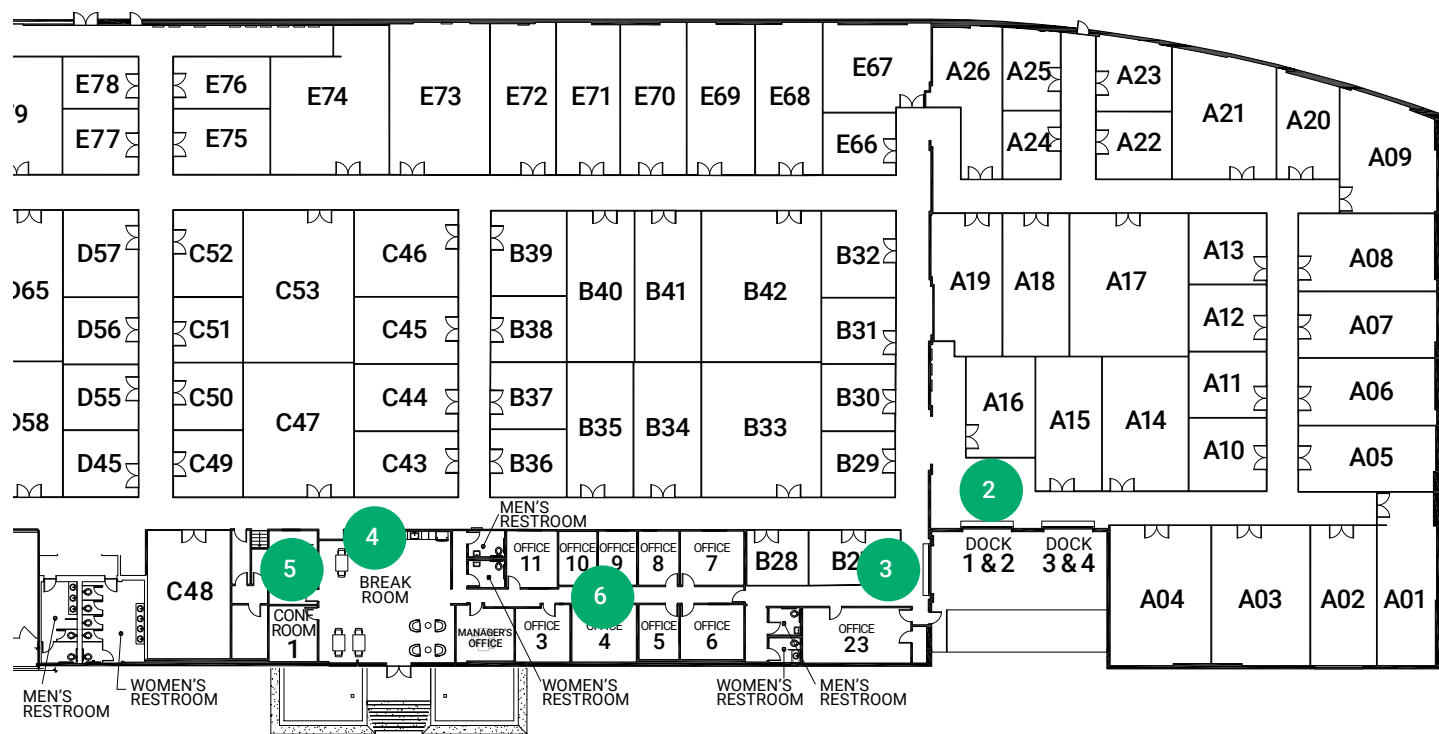 E78
E76
E74
E73
E72
E71
E70
E69
E68
E67
A26
A25
A23
A21
A20
79
E77
E75
E66
A24
A22
A09
D57
C52
C46
B39
B32
A13
A08
D65
C53
B40
B41
B42
A19
A18
A17
D56
C51
C45
B38
B31
A12
A07
D55
C50
C44
B37
B30
A16
A11
A06
D58
C47
B35
B34
B33
A15
A14
D45
C49
C43
B36
B29
A10
A05
2
MEN'S
RESTROOM
4
5
3
6
C48
BREAK
ROOM
CONF
ROOM
1
OFFICE
11
OFFICE
10
OFFICE
9
OFFICE
8
OFFICE
7
B28
DOCK
1 & 2
DOCK
3 & 4
A04
A03
A02
A01
MANAGER'S
OFFICE
OFFICE
3
OFFICE
4
OFFICE
5
OFFICE
6
OFFICE
23
MEN'S
RESTROOM
WOMEN'S
RESTROOM
WOMEN'S
RESTROOM
WOMEN'S
RESTROOM
MEN'S
RESTROOM